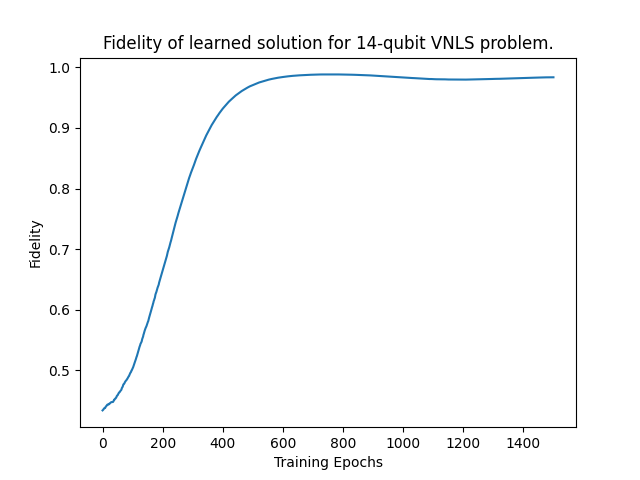 Fidelity of learned solution for 14-qubit VNLS problem.
1.0
0.9
0.8
0.7
0.6
0.5
Fidelity
0 200 400 600 800 1000 1200 1400
Training Epochs